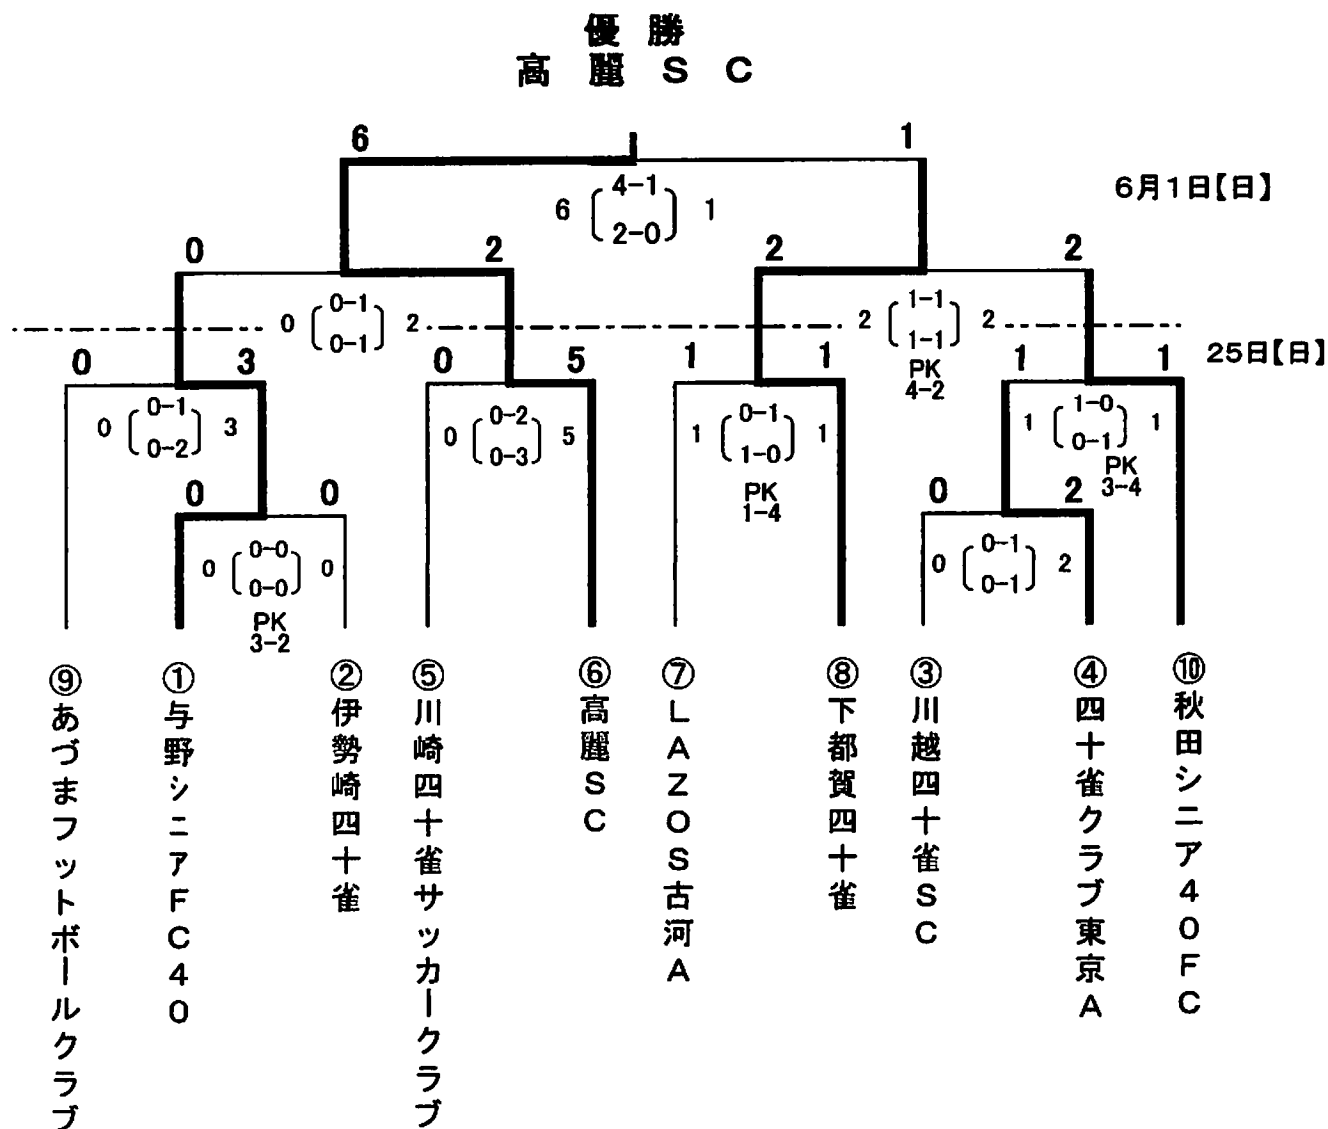 優 勝
高 麗 S C
6 1
6月1日【日】
4-1
6 1
2-0
0 2 2 2
0-1 1-1
0 2 2 2
0-1 1-1
25日【日】
PK
4-2
0 3 0 5 1 1 1 1
0-1 0-2 0-1 1-0
0 3 0 5 1 1 1 1
0-2 0-3 1-0 0-1
PK
3-4
PK
1-4
0 0 0 2
0-0 0-1
0 0 0 2
0-0 0-1
PK
3-2
⑨あづまフットボールクラブ
①与野シニアFC40
②伊勢崎四十雀
⑤川崎四十雀サッカークラブ
⑥高麗SC
⑦LAZOS古河A
⑧下都賀四十雀
③川越四十雀SC
④四十雀クラブ東京A
⑩秋田シニア40FC